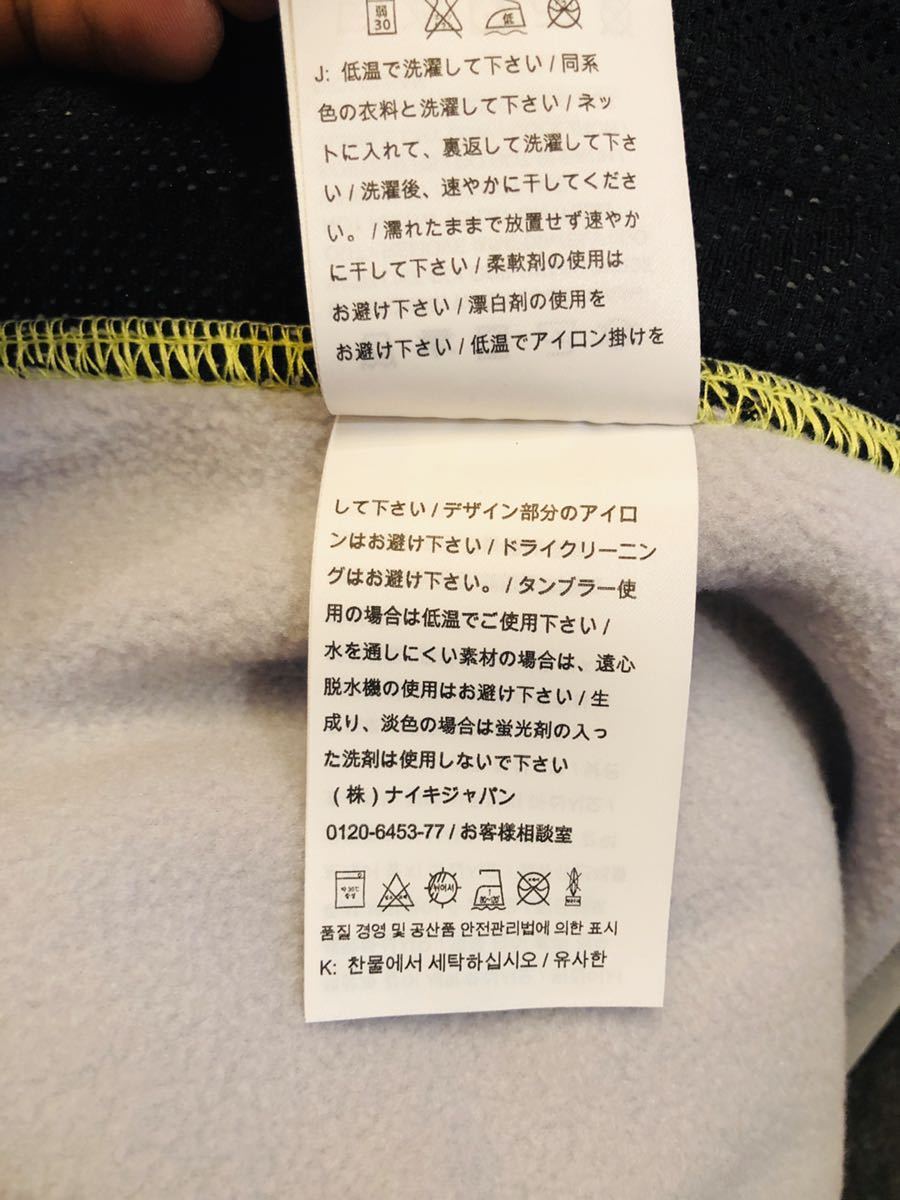 弱
30
低
J: 低温で洗濯して下さい / 同系
色の衣料と洗濯して下さい / ネッ
トに入れて、裏返して洗濯して下さ
い / 洗濯後、速やかに干してくださ
い。 / 濡れたままで放置せず速やか
に干して下さい / 柔軟剤の使用は
お避け下さい / 漂白剤の使用を
お避け下さい / 低温でアイロン掛けを
して下さい / デザイン部分のアイロ
ンはお避け下さい / ドライクリーニン
グはお避け下さい。 / タンブラー使
用の場合は低温でご使用下さい /
水を通しにくい素材の場合は、遠心
脱水機の使用はお避け下さい / 生
成り、淡色の場合は蛍光剤の入っ
た洗剤は使用しないで下さい
(株) ナイキジャパン
0120-6453-77 / お客様相談室
약 30℃
중성
뉘어서
80~120
품질 경영 및 공산품 안전관리법에 의한 표시
K: 찬물에서 세탁하십시오 / 유사한